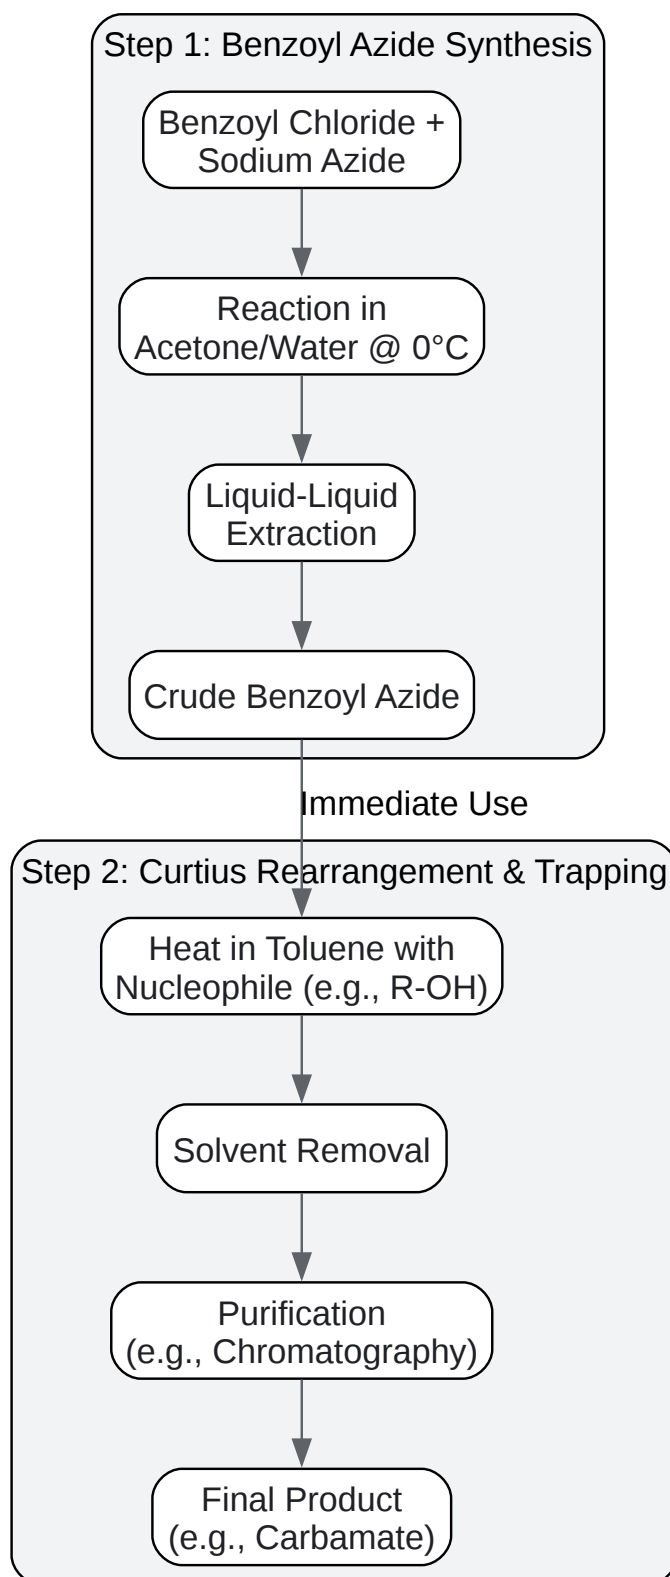 Step 1: Benzoyl Azide Synthesis
Benzoyl Chloride +
Sodium Azide
Reaction in
Acetone/Water @ 0°C
Liquid-Liquid
Extraction
Crude Benzoyl Azide
Immediate Use
Step 2: Curtius Rearrangement & Trapping
Heat in Toluene with
Nucleophile (e.g., R-OH)
Solvent Removal
Purification
(e.g., Chromatography)
Final Product
(e.g., Carbamate)